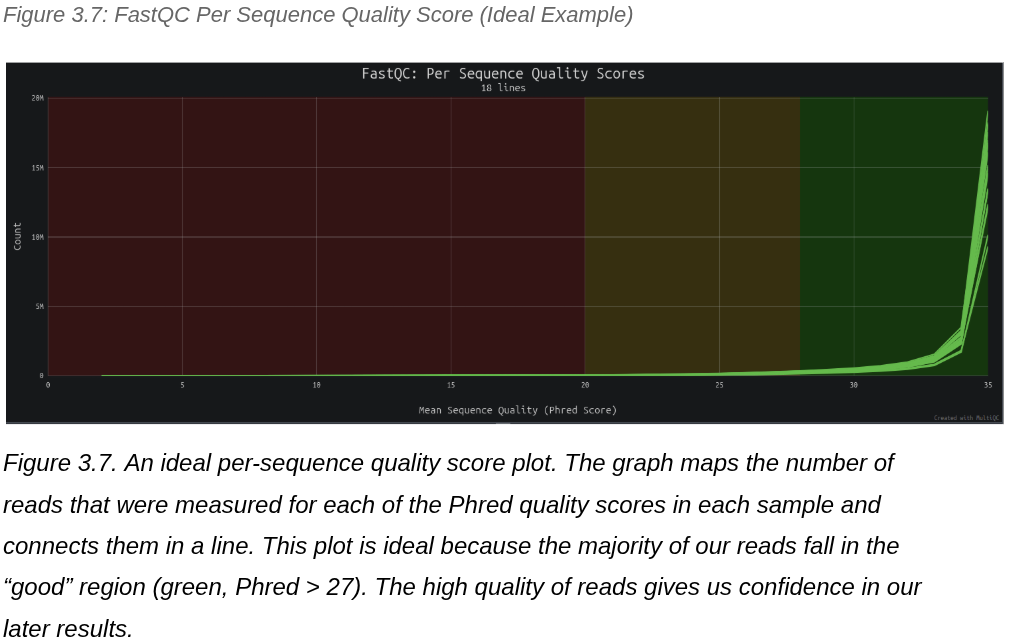 Figure 3.7: FastQC Per Sequence Quality Score (Ideal Example)
FastQC: Per Sequence Quality Scores
18 lines
20M
15M
10M
5M
0
Count
0 5 10 15 20 25 30 35
Mean Sequence Quality (Phred Score)
Created with MultiQC
Figure 3.7. An ideal per-sequence quality score plot. The graph maps the number of
reads that were measured for each of the Phred quality scores in each sample and
connects them in a line. This plot is ideal because the majority of our reads fall in the
“good” region (green, Phred > 27). The high quality of reads gives us confidence in our
later results.